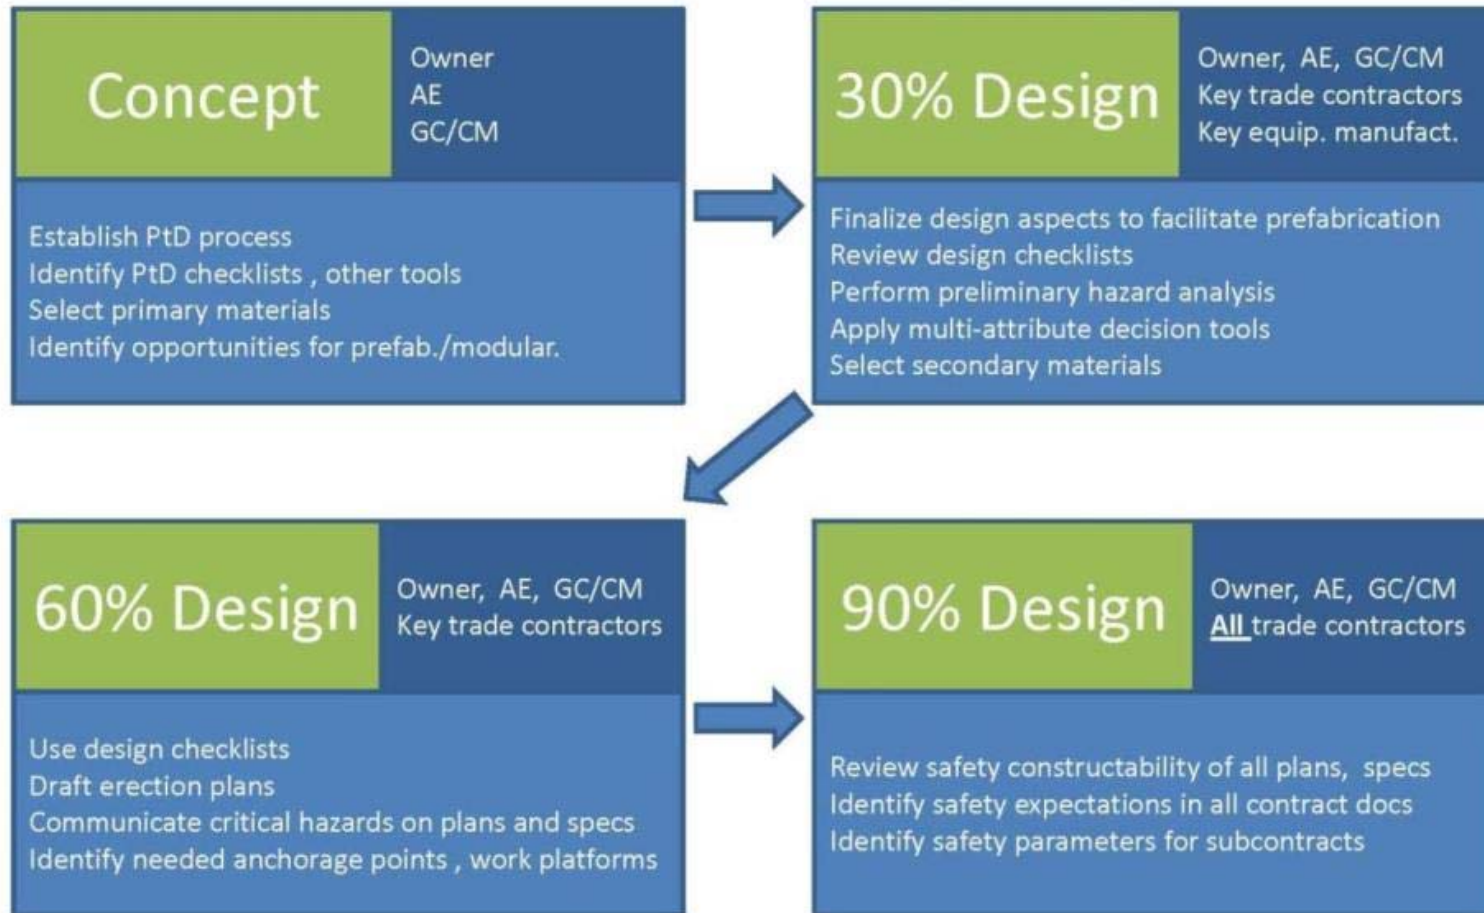 Concept
Owner
AE
GC/CM
Establish PtD process
Identify PtD checklists , other tools
Select primary materials
Identify opportunities for prefab./modular.
30% Design
Owner, AE, GC/CM
Key trade contractors
Key equip. manufact.
Finalize design aspects to facilitate prefabrication
Review design checklists
Perform preliminary hazard analysis
Apply multi-attribute decision tools
Select secondary materials
60% Design
Owner, AE, GC/CM
Key trade contractors
Use design checklists
Draft erection plans
Communicate critical hazards on plans and specs
Identify needed anchorage points , work platforms
90% Design
Owner, AE, GC/CM
All trade contractors
Review safety constructability of all plans, specs
Identify safety expectations in all contract docs
Identify safety parameters for subcontracts